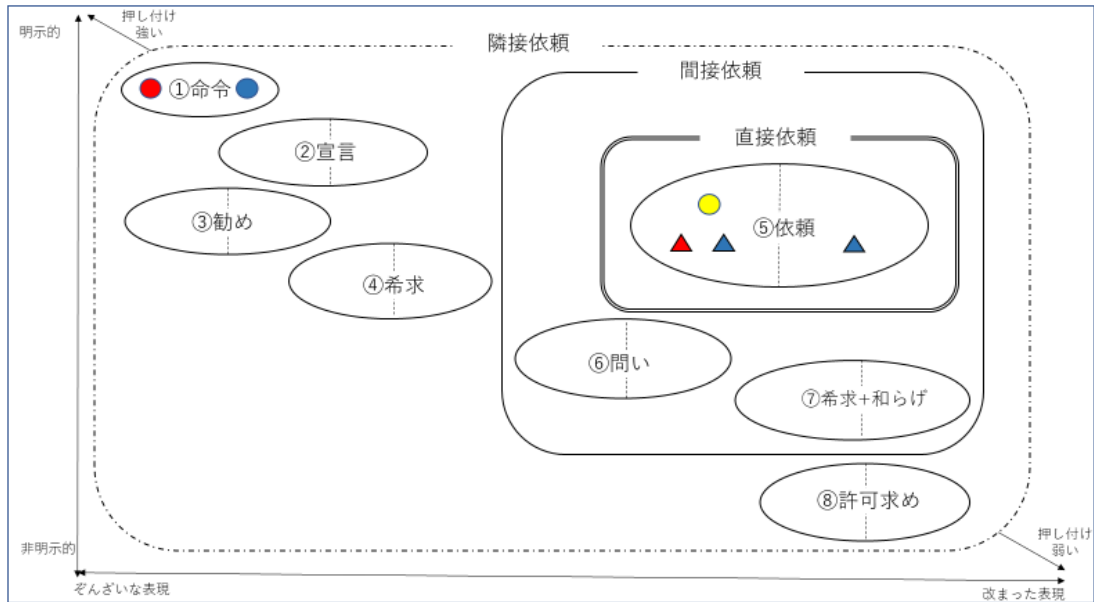 明示的
押し付け
強い
隣接依頼
間接依頼
①命令
直接依頼
②宣言
③勧め
⑤依頼
④希求
⑥問い
⑦希求+和らげ
⑧許可求め
非明示的
押し付け
弱い
ぞんざいな表現
改まった表現